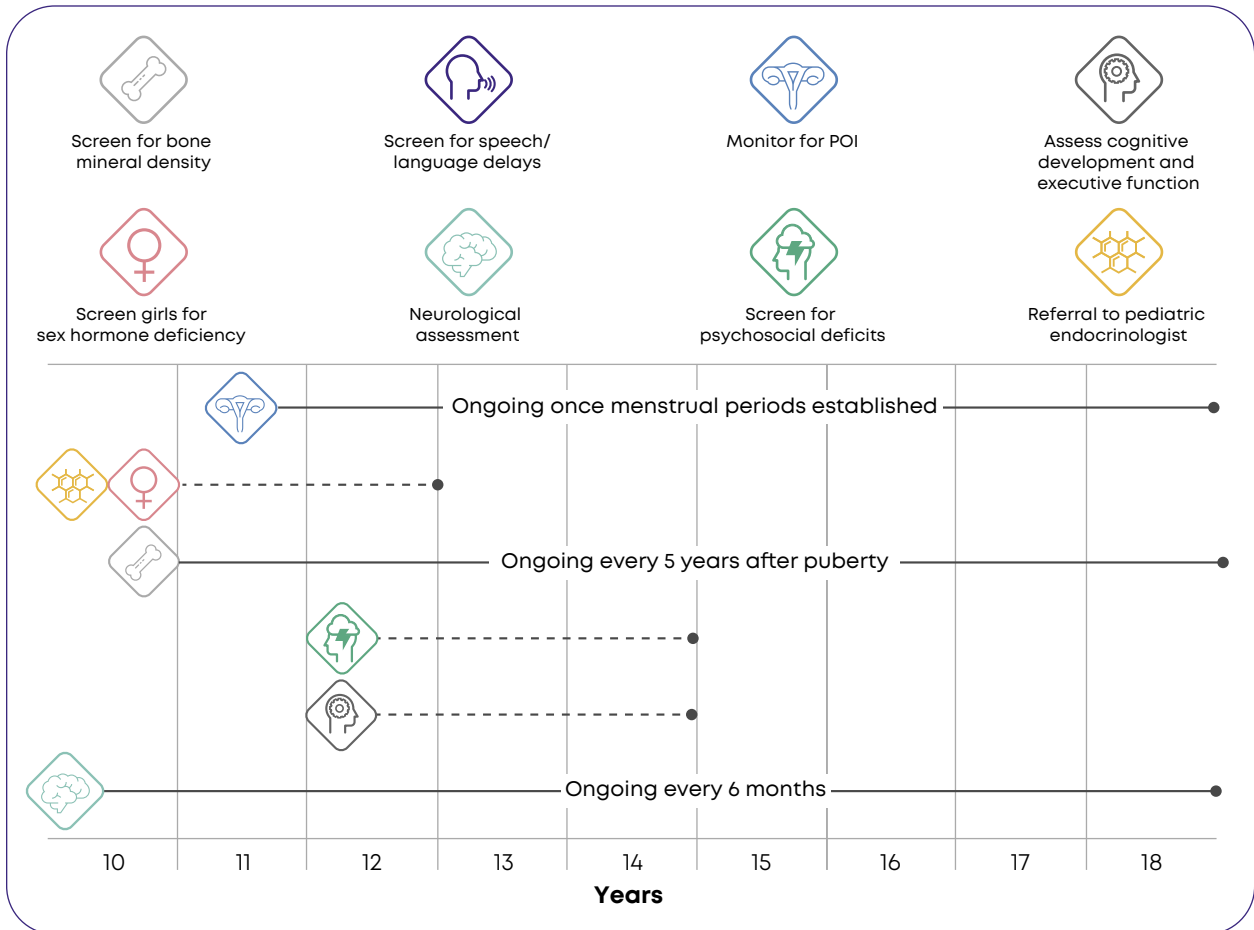 Screen for bone
mineral density
Screen for speech/
language delays
Monitor for POI
Assess cognitive
development and
executive function
Screen girls for
sex hormone deficiency
Neurological
assessment
Screen for
psychosocial deficits
Referral to pediatric
endocrinologist
Ongoing once menstrual periods established
Ongoing every 5 years after puberty
Ongoing every 6 months
10 11 12 13 14 15 16 17 18
Years